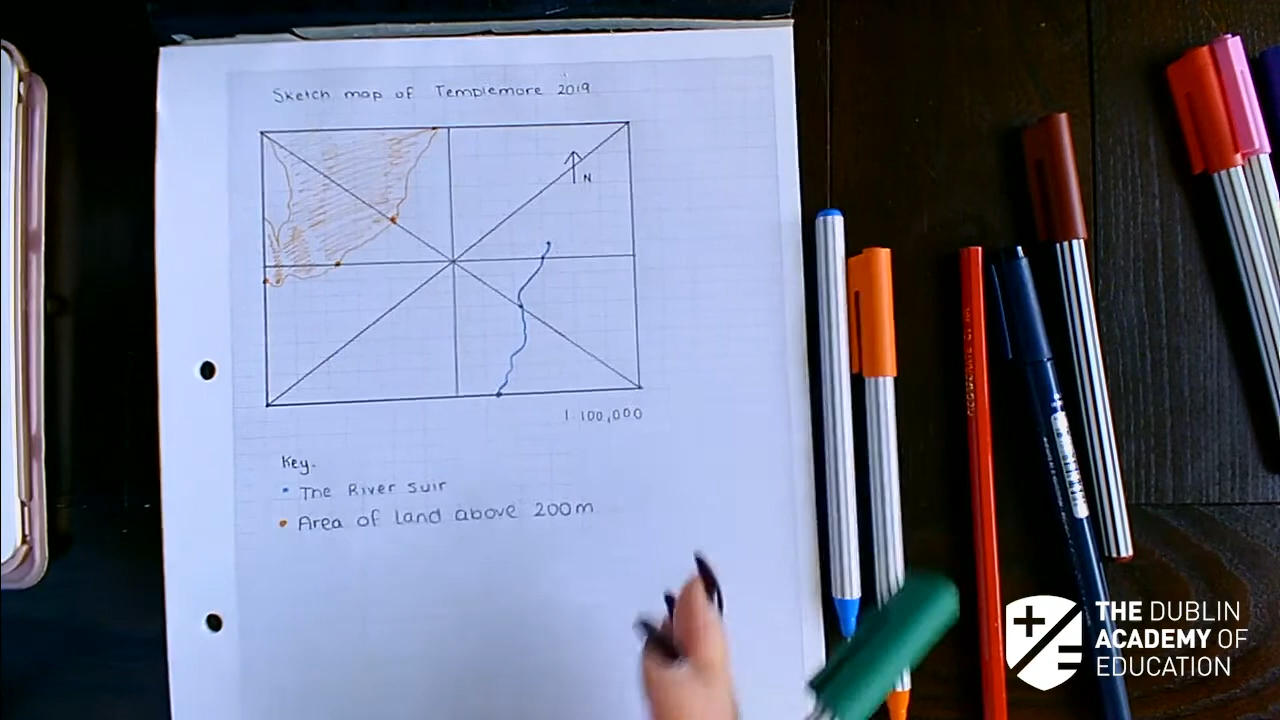 Sketch map of Templemore 2019
N
1:100,000
Key.
• The River Suir
• Area of land above 200m
THE DUBLIN
ACADEMY OF
EDUCATION